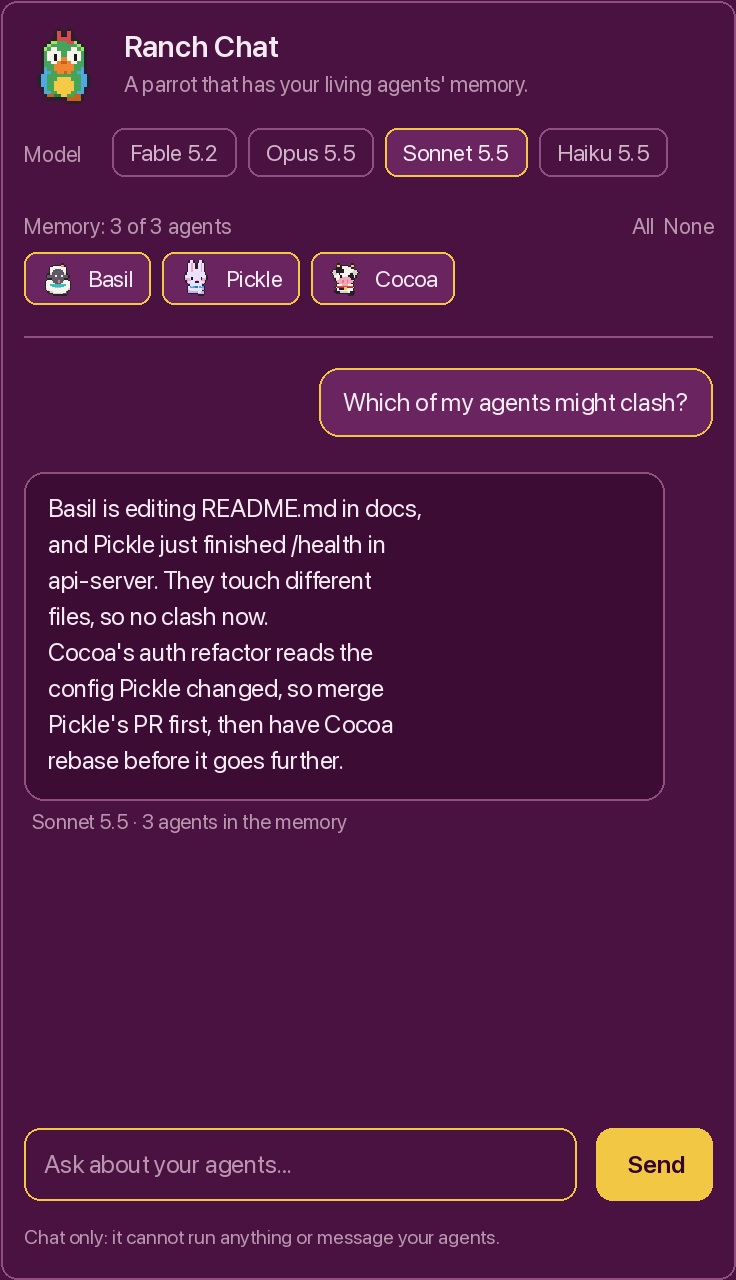 Ranch Chat
A parrot that has your living agents' memory.
Model
Fable 5.2
Opus 5.5
Sonnet 5.5
Haiku 5.5
Memory: 3 of 3 agents
All None
Basil
Pickle
Cocoa
Which of my agents might clash?
Basil is editing README.md in docs,
and Pickle just finished /health in
api-server. They touch different
files, so no clash now.
Cocoa's auth refactor reads the
config Pickle changed, so merge
Pickle's PR first, then have Cocoa
rebase before it goes further.
Sonnet 5.5 · 3 agents in the memory
Ask about your agents...
Send
Chat only: it cannot run anything or message your agents.